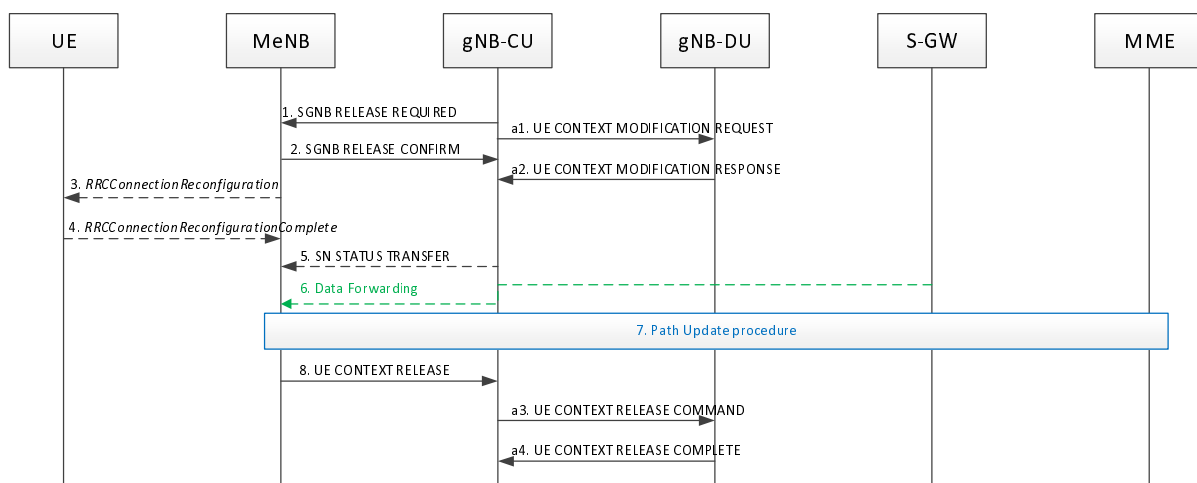 UE
MeNB
gNB-CU
gNB-DU
S-GW
MME
1. SGNB RELEASE REQUIRED
a1. UE CONTEXT MODIFICATION REQUEST
2. SGNB RELEASE CONFIRM
a2. UE CONTEXT MODIFICATION RESPONSE
3. RRCConnectionReconfiguration
4. RRCConnectionReconfigurationComplete
5. SN STATUS TRANSFER
6. Data Forwarding
7. Path Update procedure
8. UE CONTEXT RELEASE
a3. UE CONTEXT RELEASE COMMAND
a4. UE CONTEXT RELEASE COMPLETE